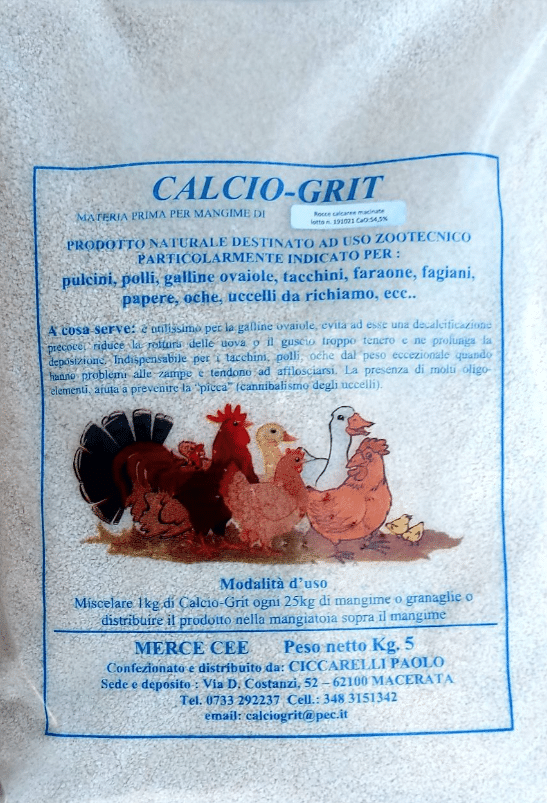 CALCIO-GRIT
MATERIA PRIMA PER MANGIME DI
Rocce calcaree macinate
lotto n. 191021 CaO:54,5%
PRODOTTO NATURALE DESTINATO AD USO ZOOTECNICO
PARTICOLARMENTE INDICATO PER :
pulcini, polli, galline ovaiole, tacchini, faraone, fagiani,
papere, oche, uccelli da richiamo, ecc..
A cosa serve: è utilissimo per la galline ovaiole, evita ad esse una decalcificazione
precoce, riduce la rottura delle uova o il guscio troppo tenero e ne prolunga la
deposizione. Indispensabile per i tacchini, polli, oche dal peso eccezionale quando
hanno problemi alle zampe e tendono ad afflosciarsi. La presenza di molti oligo-
elementi, aiuta a prevenire la "pica" (cannibalismo degli uccelli).
Modalità d'uso
Miscelare 1kg di Calcio-Grit ogni 25kg di mangime o granaglie o
distribuire il prodotto nella mangiatoia sopra il mangime
MERCE CEE Peso netto Kg. 5
Confezionato e distribuito da: CICCARELLI PAOLO
Sede e deposito : Via D. Costanzi, 52 – 62100 MACERATA
Tel. 0733 292237 Cell.: 348 3151342
email: calciogrit@pec.it